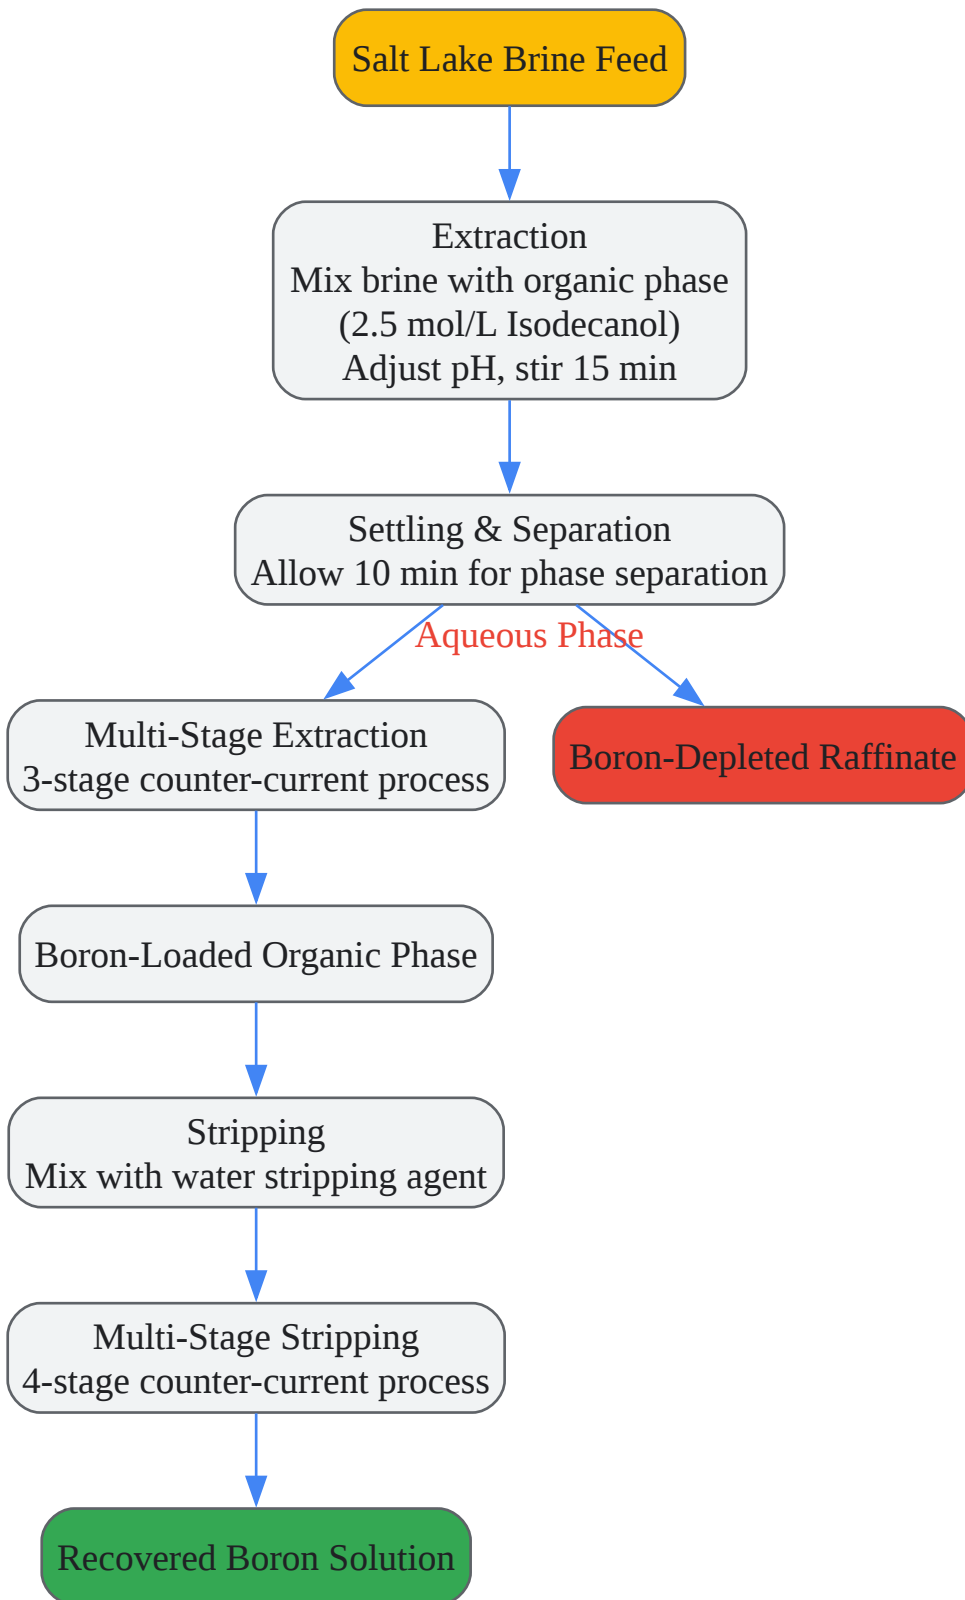 Salt Lake Brine Feed
Extraction
Mix brine with organic phase
(2.5 mol/L Isodecanol)
Adjust pH, stir 15 min
Settling & Separation
Allow 10 min for phase separation
Aqueous Phase
Multi-Stage Extraction
3-stage counter-current process
Boron-Depleted Raffinate
Boron-Loaded Organic Phase
Stripping
Mix with water stripping agent
Multi-Stage Stripping
4-stage counter-current process
Recovered Boron Solution